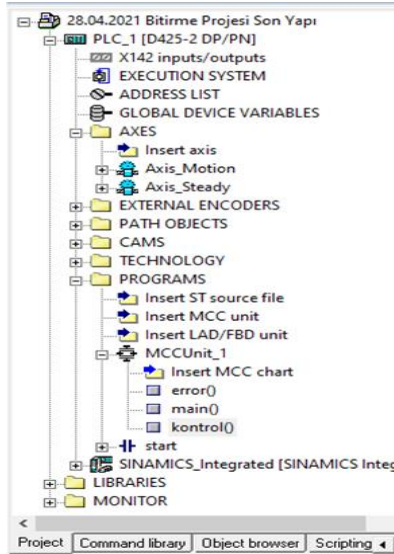 28.04.2021 Bitirme Projesi Son Yapı
PLC_1 [D425-2 DP/PN]
X142 inputs/outputs
EXECUTION SYSTEM
ADDRESS LIST
GLOBAL DEVICE VARIABLES
AXES
Insert axis
Axis_Motion
Axis_Steady
EXTERNAL ENCODERS
PATH OBJECTS
CAMS
TECHNOLOGY
PROGRAMS
Insert ST source file
Insert MCC unit
Insert LAD/FBD unit
MCCUnit_1
Insert MCC chart
error()
main()
kontrol()
start
SINAMICS_Integrated [SINAMICS Integ
LIBRARIES
MONITOR
Project Command library Object browser Scripting